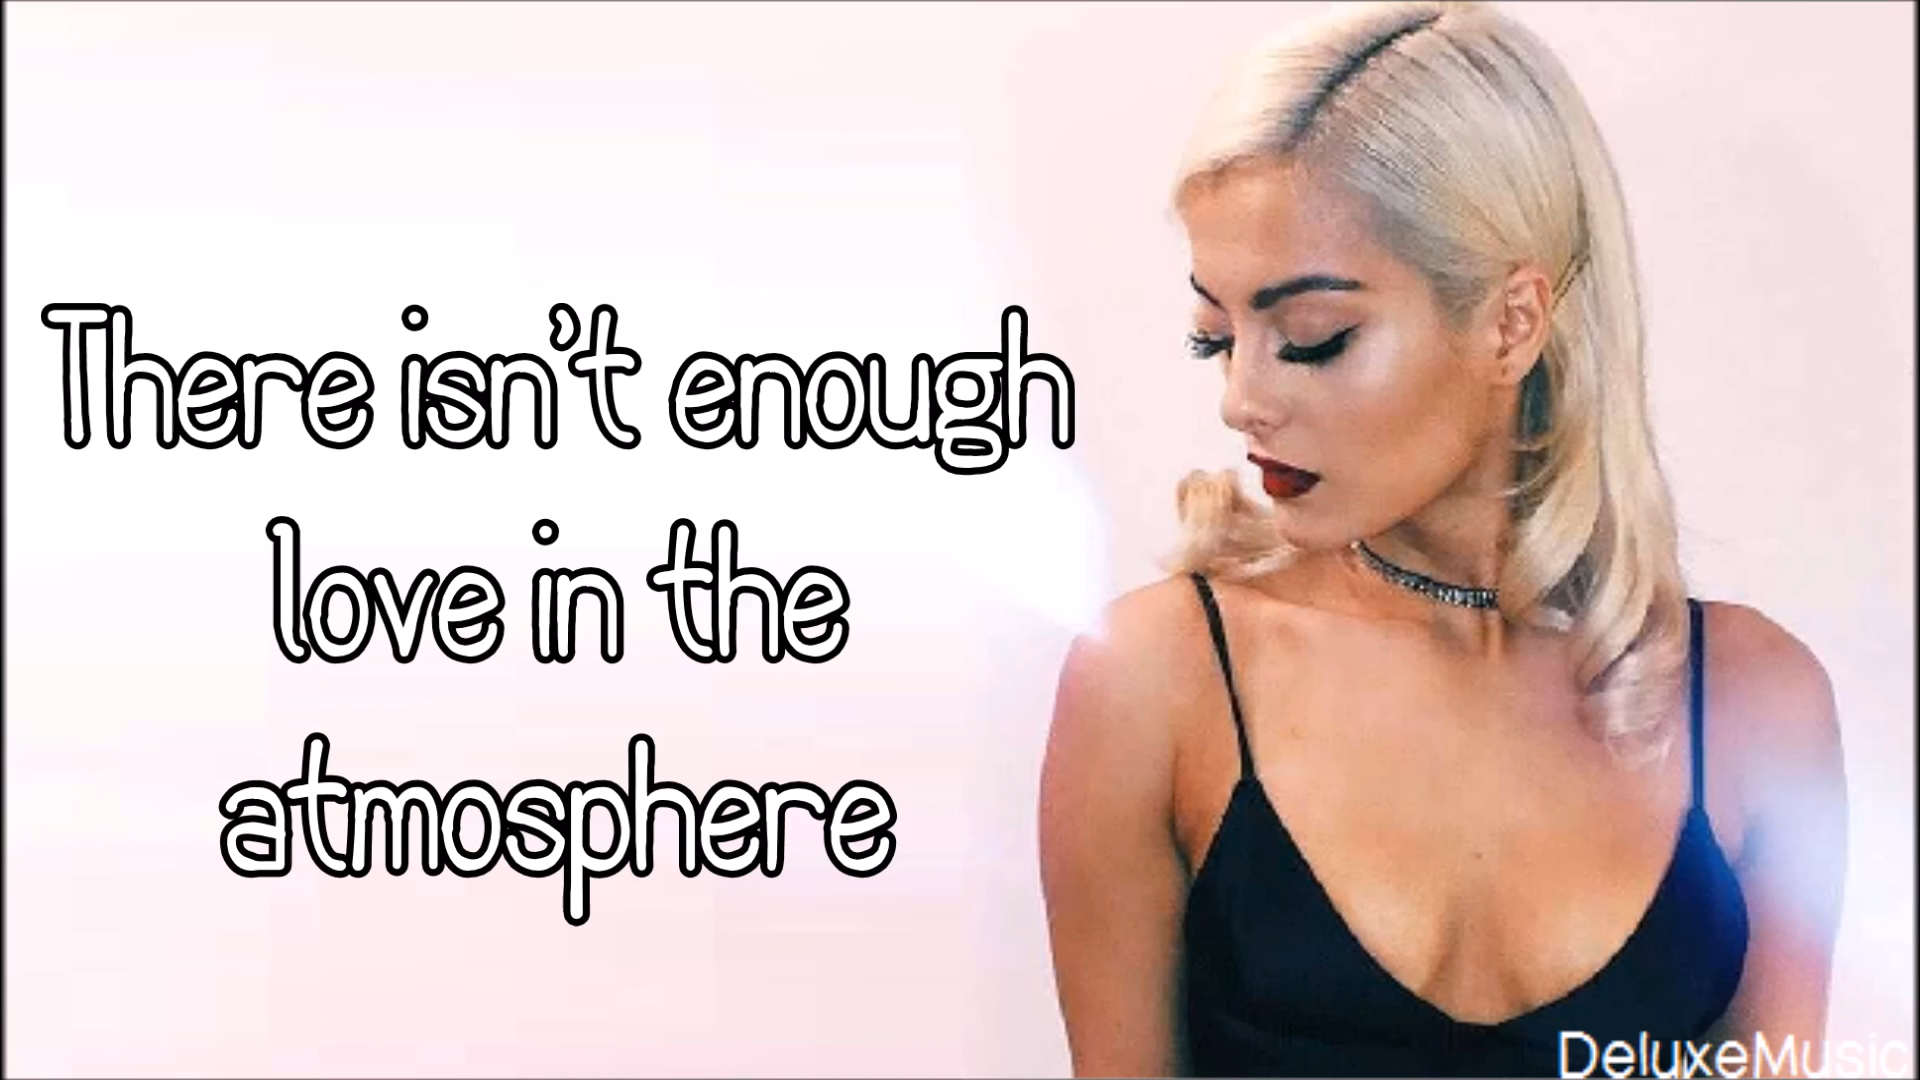 There isn't enough
love in the
atmosphere
DeluxeMusic